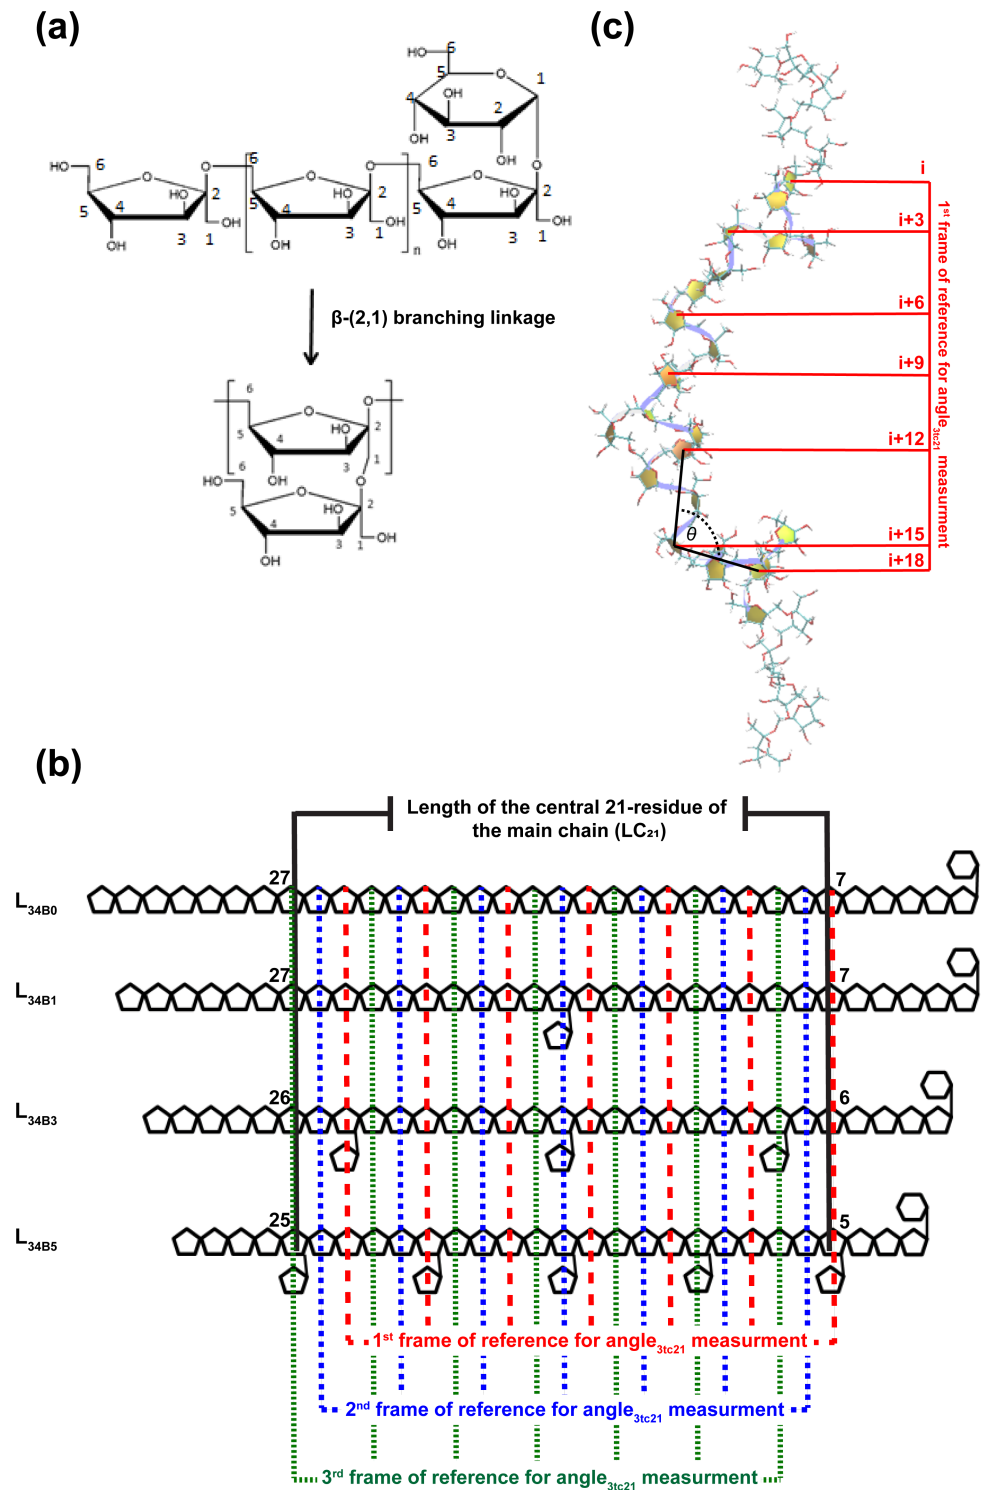 (a)
HO
6
5
O
1
OH
4
3
2
OH
OH
HO
6
O
6
O
6
O
O
O
O
5
4
HO
2
OH
3
1
OH
5
4
HO
2
OH
3
1
OH
n
5
4
HO
2
OH
3
1
OH
β-(2,1) branching linkage
6
O
O
5
4
HO
2
3
1
OH
O
HO
6
O
5
4
HO
2
3
1
OH
OH
(c)
i
i+3
i+6
i+9
i+12
i+15
i+18
θ
1st frame of reference for angle3tc21 measurment
(b)
Length of the central 21-residue of
the main chain (LC₂₁)
L34B0
27
7
L34B1
27
7
L34B3
26
6
L34B5
25
5
1st frame of reference for angle3tc21 measurment
2nd frame of reference for angle3tc21 measurment
3rd frame of reference for angle3tc21 measurment